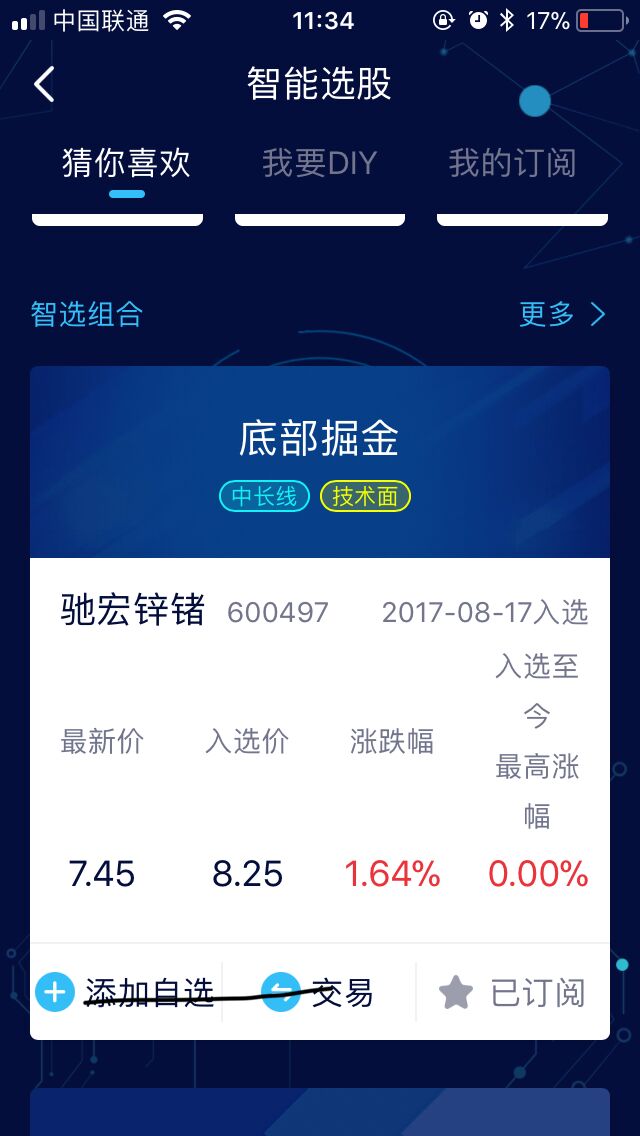 中国联通 11:34 17%
智能选股
猜你喜欢 我要DIY 我的订阅
智选组合 更多
底部掘金
中长线 技术面
驰宏锌锗 600497 2017-08-17入选
最新价 入选价 涨跌幅 入选至
今
最高涨
幅
7.45 8.25 1.64% 0.00%
添加自选 交易 已订阅